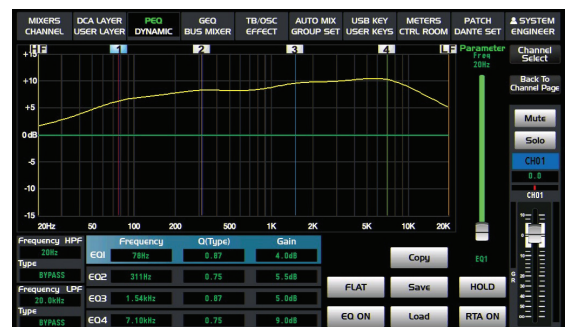 MIXERS DCA LAYER PEQ GEQ TB/OSC AUTO MIX USB KEY METERS PATCH SYSTEM
CHANNEL USER LAYER DYNAMIC BUS MIXER EFFECT GROUP SET USER KEYS CTRL ROOM DANTE SET ENGINEER
H F 1 2 3 4 L F Parameter
Freq
20Hz
Channel
Select
Back To
Channel Page
Mute
Solo
CH01
0.0
CH01
+15
+10
+5
0dB
-5
-10
-15
20Hz 50 100 200 500 1K 2K 5K 10K 20K
EQ1
Frequency HPF
20Hz
Type
BYPASS
Frequency LPF
20.0kHz
Type
BYPASS
Frequency Q(Type) Gain
EQ1 78Hz 0.87 4.0dB
EQ2 311Hz 0.75 5.5dB
EQ3 1.54kHz 0.87 5.0dB
EQ4 7.10kHz 0.75 9.0dB
Copy
FLAT Save HOLD
EQ ON Load RTA ON
G
R